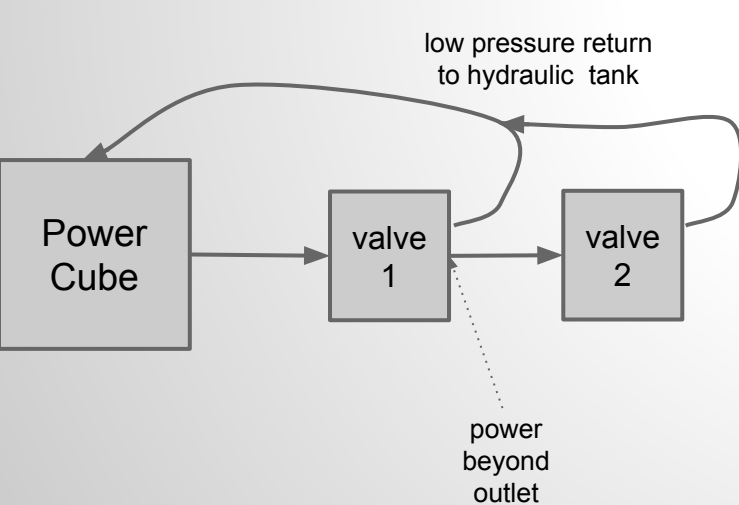 low pressure return
to hydraulic tank
Power
Cube
valve
1
valve
2
power
beyond
outlet